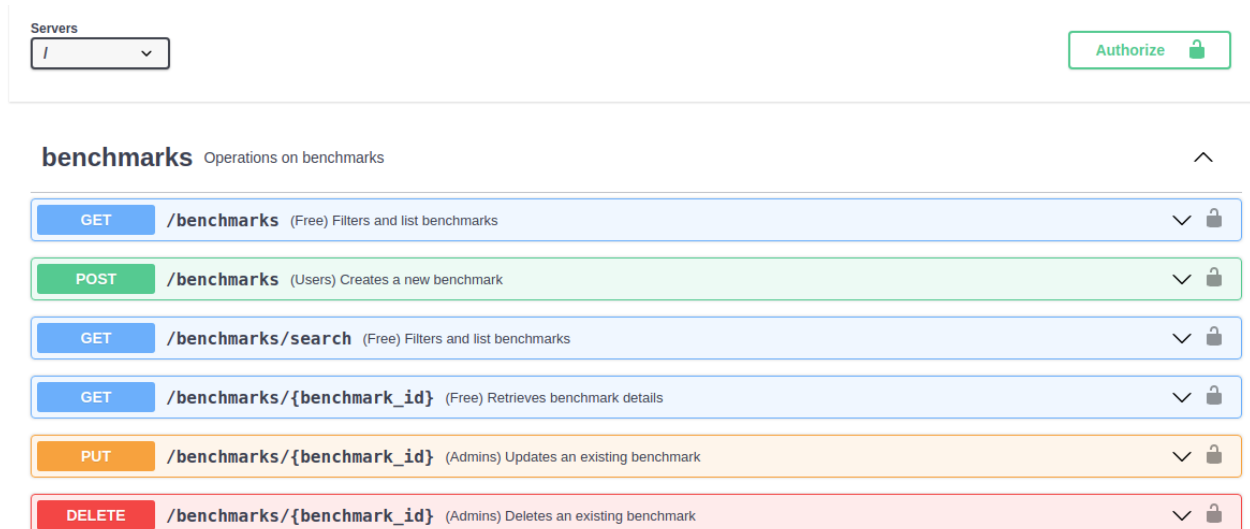 Servers
/
Authorize
benchmarks Operations on benchmarks
GET /benchmarks (Free) Filters and list benchmarks
POST /benchmarks (Users) Creates a new benchmark
GET /benchmarks/search (Free) Filters and list benchmarks
GET /benchmarks/{benchmark_id} (Free) Retrieves benchmark details
PUT /benchmarks/{benchmark_id} (Admins) Updates an existing benchmark
DELETE /benchmarks/{benchmark_id} (Admins) Deletes an existing benchmark